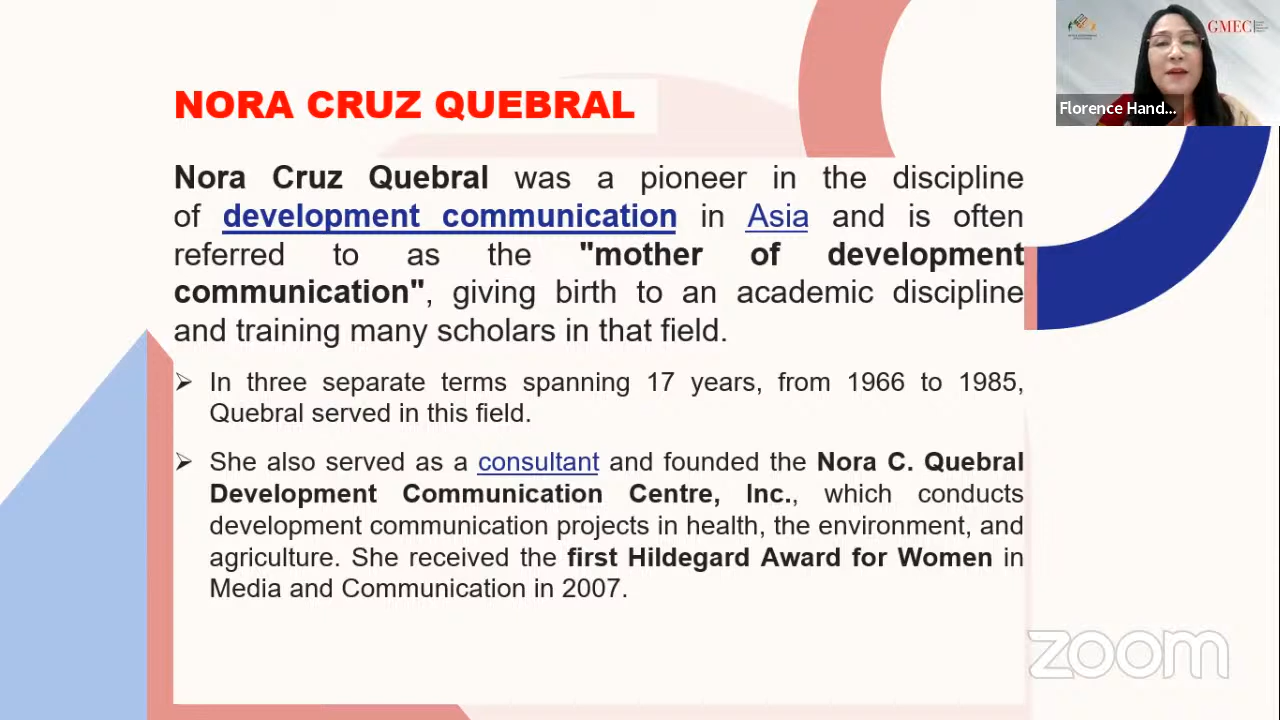 NORA CRUZ QUEBRAL
Nora Cruz Quebral was a pioneer in the discipline
of development communication in Asia and is often
referred to as the "mother of development
communication", giving birth to an academic discipline
and training many scholars in that field.
➢ In three separate terms spanning 17 years, from 1966 to 1985,
Quebral served in this field.
➢ She also served as a consultant and founded the Nora C. Quebral
Development Communication Centre, Inc., which conducts
development communication projects in health, the environment, and
agriculture. She received the first Hildegard Award for Women in
Media and Communication in 2007.
GMEC
Florence Hand...
zoom